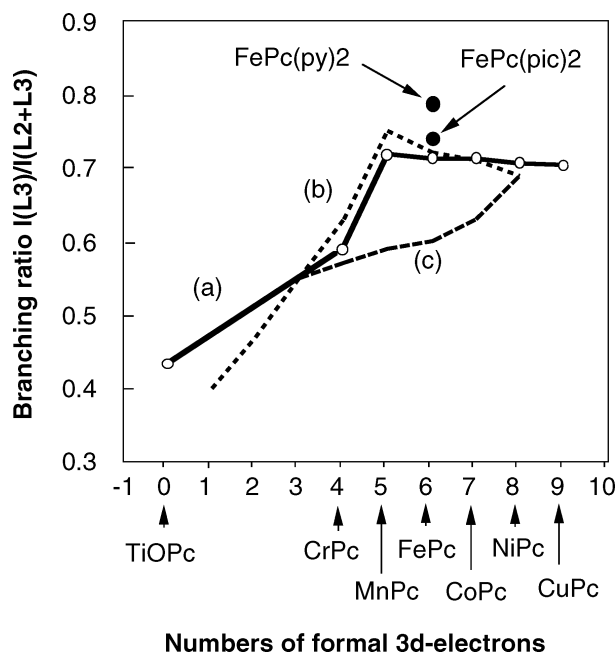 0.9
FePc(py)2
FePc(pic)2
0.8
0.7
(b)
0.6
(c)
(a)
0.5
0.4
0.3
Branching ratio I(L3)/I(L2+L3)
-1 0 1 2 3 4 5 6 7 8 9 10
TiOPc
CrPc
FePc
NiPc
MnPc
CoPc
CuPc
Numbers of formal 3d-electrons